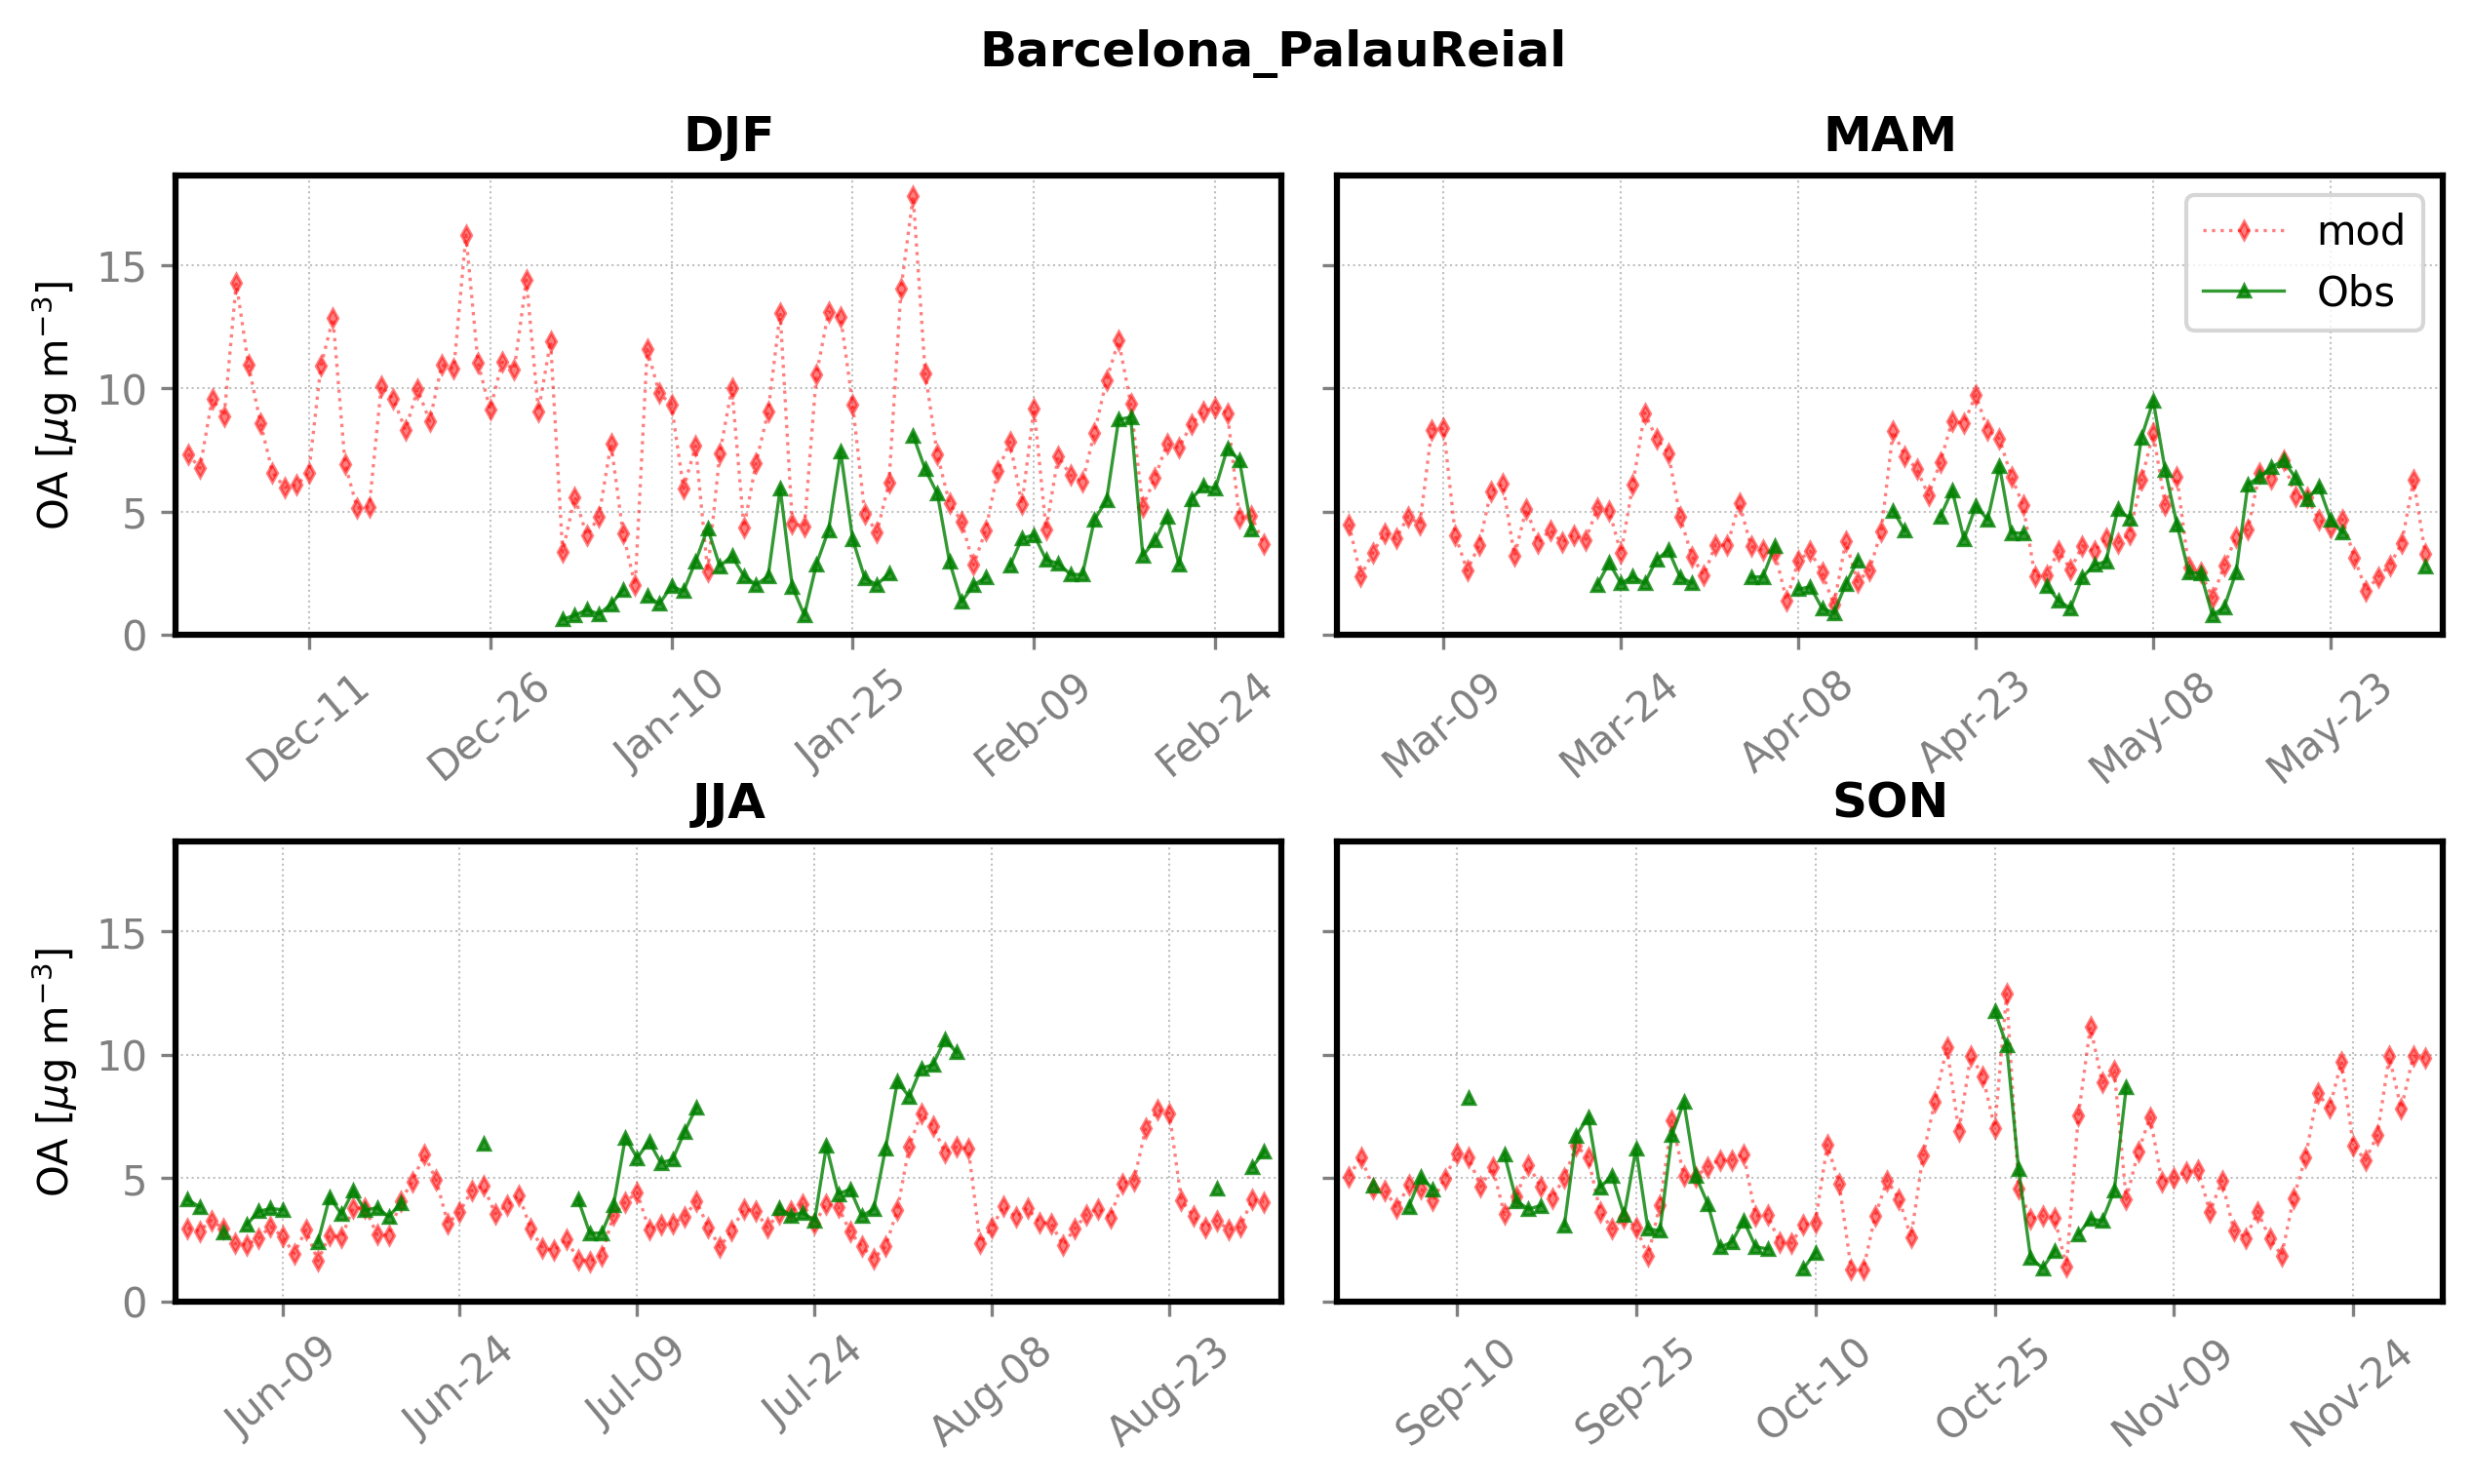 Barcelona_PalauReial
DJF
MAM
OA [μg m⁻³]
15
10
5
0
mod
Obs
Dec-11
Dec-26
Jan-10
Jan-25
Feb-09
Feb-24
Mar-09
Mar-24
Apr-08
Apr-23
May-08
May-23
JJA
SON
OA [μg m⁻³]
15
10
5
0
Jun-09
Jun-24
Jul-09
Jul-24
Aug-08
Aug-23
Sep-10
Sep-25
Oct-10
Oct-25
Nov-09
Nov-24